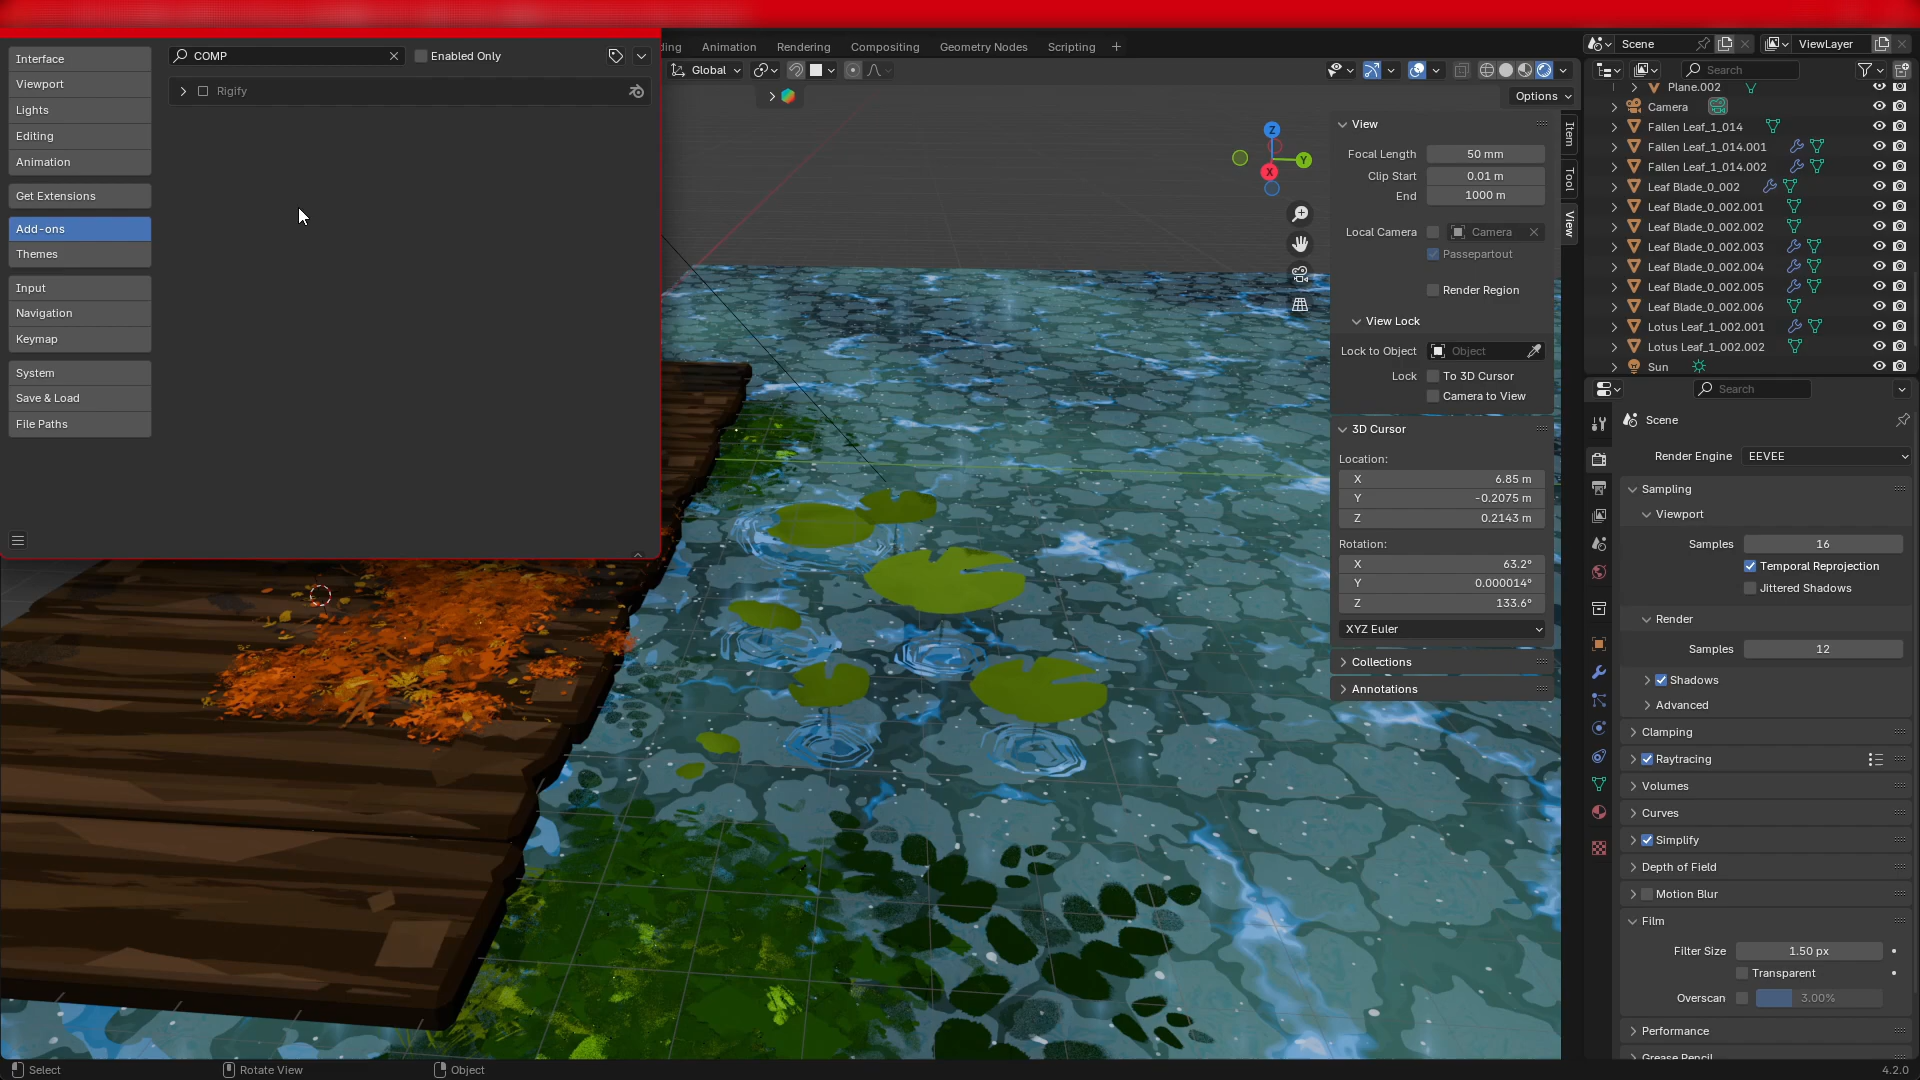 Interface
Viewport
Lights
Editing
Animation
Get Extensions
Add-ons
Themes
Input
Navigation
Keymap
System
Save & Load
File Paths
COMP
Enabled Only
Rigify
ding Animation Rendering Compositing Geometry Nodes Scripting +
Global
Options
Z
Y
X
Item
Tool
View
View
Focal Length 50 mm
Clip Start 0.01 m
End 1000 m
Local Camera Camera
Passepartout
Render Region
View Lock
Lock to Object Object
Lock To 3D Cursor
Camera to View
3D Cursor
Location:
X 6.85 m
Y -0.2075 m
Z 0.2143 m
Rotation:
X 63.2°
Y 0.000014°
Z 133.6°
XYZ Euler
Collections
Annotations
Scene
ViewLayer
Search
Plane.002
Camera
Fallen Leaf_1_014
Fallen Leaf_1_014.001
Fallen Leaf_1_014.002
Leaf Blade_0_002
Leaf Blade_0_002.001
Leaf Blade_0_002.002
Leaf Blade_0_002.003
Leaf Blade_0_002.004
Leaf Blade_0_002.005
Leaf Blade_0_002.006
Lotus Leaf_1_002.001
Lotus Leaf_1_002.002
Sun
Search
Scene
Render Engine EEVEE
Sampling
Viewport
Samples 16
Temporal Reprojection
Jittered Shadows
Render
Samples 12
Shadows
Advanced
Clamping
Raytracing
Volumes
Curves
Simplify
Depth of Field
Motion Blur
Film
Filter Size 1.50 px
Transparent
Overscan 3.00%
Performance
Grease Pencil
Select Rotate View Object 4.2.0